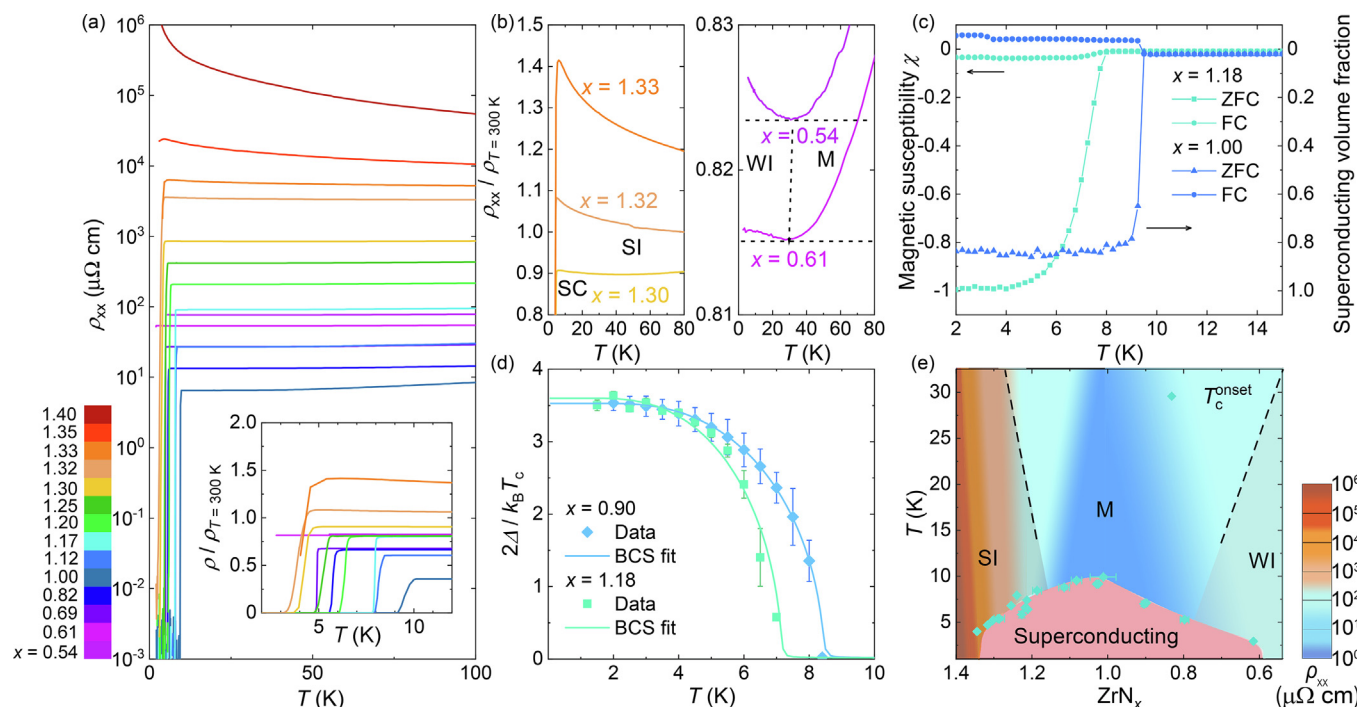 (a)
10^6
10^5
10^4
10^3
10^2
10^1
10^0
10^-1
10^-2
10^-3
ρxx (μΩ cm)
0
50
100
T (K)
1.40
1.35
1.33
1.32
1.30
1.25
1.20
1.17
1.12
1.00
0.82
0.69
0.61
x = 0.54
2.0
1.5
1.0
0.5
0
ρ / ρT = 300 K
5
10
T (K)
(b)
1.5
1.4
1.3
1.2
1.1
1.0
0.9
0.8
ρxx / ρT = 300 K
x = 1.33
x = 1.32
SI
SC
x = 1.30
0 20 40 60 80
T (K)
0.83
0.82
0.81
x = 0.54
WI
M
x = 0.61
0 20 40 60 80
T (K)
(c)
Magnetic susceptibility χ
0
-0.2
-0.4
-0.6
-0.8
-1
x = 1.18
ZFC
FC
x = 1.00
ZFC
FC
0
0.2
0.4
0.6
0.8
1.0
Superconducting volume fraction
2 4 6 8 10 12 14
T (K)
(d)
4
3
2
1
0
2Δ / kBTc
x = 0.90
Data
BCS fit
x = 1.18
Data
BCS fit
0 2 4 6 8 10
T (K)
(e)
30
25
20
15
10
5
T (K)
Tc^onset
M
SI
WI
Superconducting
1.4 1.2 1.0 0.8 0.6
ZrNx
10^6
10^5
10^4
10^3
10^2
10^1
10^0
ρxx
(μΩ cm)